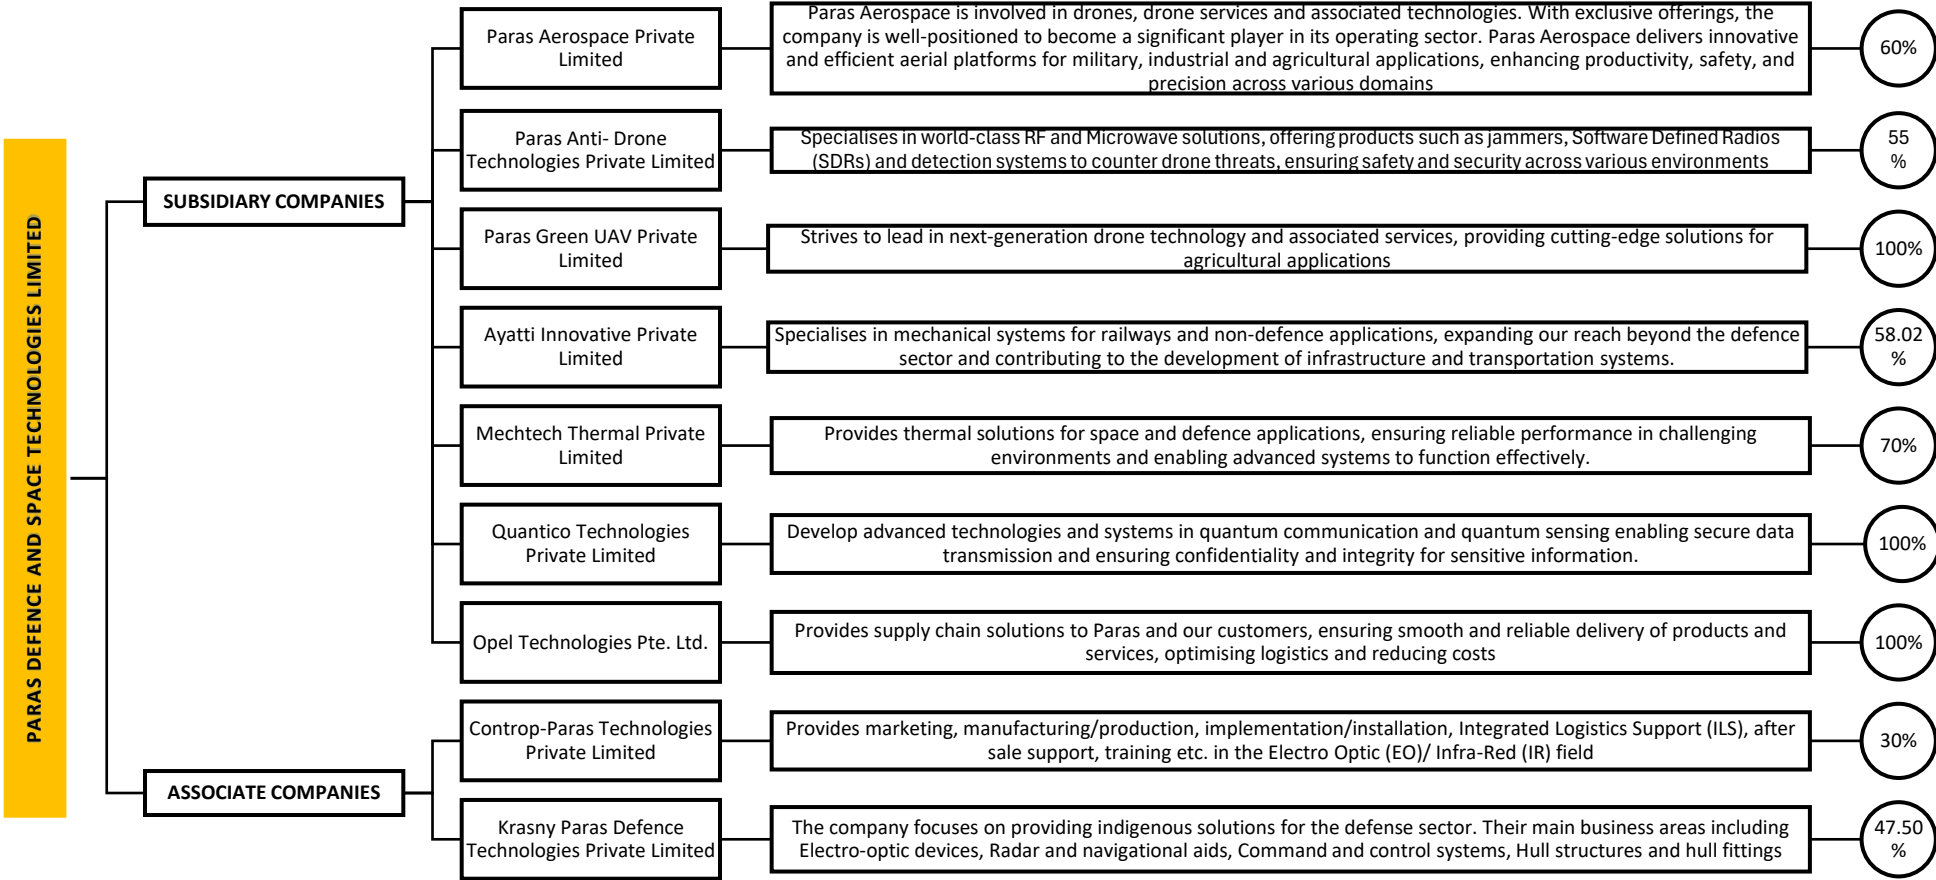 PARAS DEFENCE AND SPACE TECHNOLOGIES LIMITED
SUBSIDIARY COMPANIES
Paras Aerospace Private
Limited
Paras Aerospace is involved in drones, drone services and associated technologies. With exclusive offerings, the
company is well-positioned to become a significant player in its operating sector. Paras Aerospace delivers innovative
and efficient aerial platforms for military, industrial and agricultural applications, enhancing productivity, safety, and
precision across various domains
60%
Paras Anti- Drone
Technologies Private Limited
Specialises in world-class RF and Microwave solutions, offering products such as jammers, Software Defined Radios
(SDRs) and detection systems to counter drone threats, ensuring safety and security across various environments
55
%
Paras Green UAV Private
Limited
Strives to lead in next-generation drone technology and associated services, providing cutting-edge solutions for
agricultural applications
100%
Ayatti Innovative Private
Limited
Specialises in mechanical systems for railways and non-defence applications, expanding our reach beyond the defence
sector and contributing to the development of infrastructure and transportation systems.
58.02
%
Mechtech Thermal Private
Limited
Provides thermal solutions for space and defence applications, ensuring reliable performance in challenging
environments and enabling advanced systems to function effectively.
70%
Quantico Technologies
Private Limited
Develop advanced technologies and systems in quantum communication and quantum sensing enabling secure data
transmission and ensuring confidentiality and integrity for sensitive information.
100%
Opel Technologies Pte. Ltd.
Provides supply chain solutions to Paras and our customers, ensuring smooth and reliable delivery of products and
services, optimising logistics and reducing costs
100%
ASSOCIATE COMPANIES
Controp-Paras Technologies
Private Limited
Provides marketing, manufacturing/production, implementation/installation, Integrated Logistics Support (ILS), after
sale support, training etc. in the Electro Optic (EO)/ Infra-Red (IR) field
30%
Krasny Paras Defence
Technologies Private Limited
The company focuses on providing indigenous solutions for the defense sector. Their main business areas including
Electro-optic devices, Radar and navigational aids, Command and control systems, Hull structures and hull fittings
47.50
%